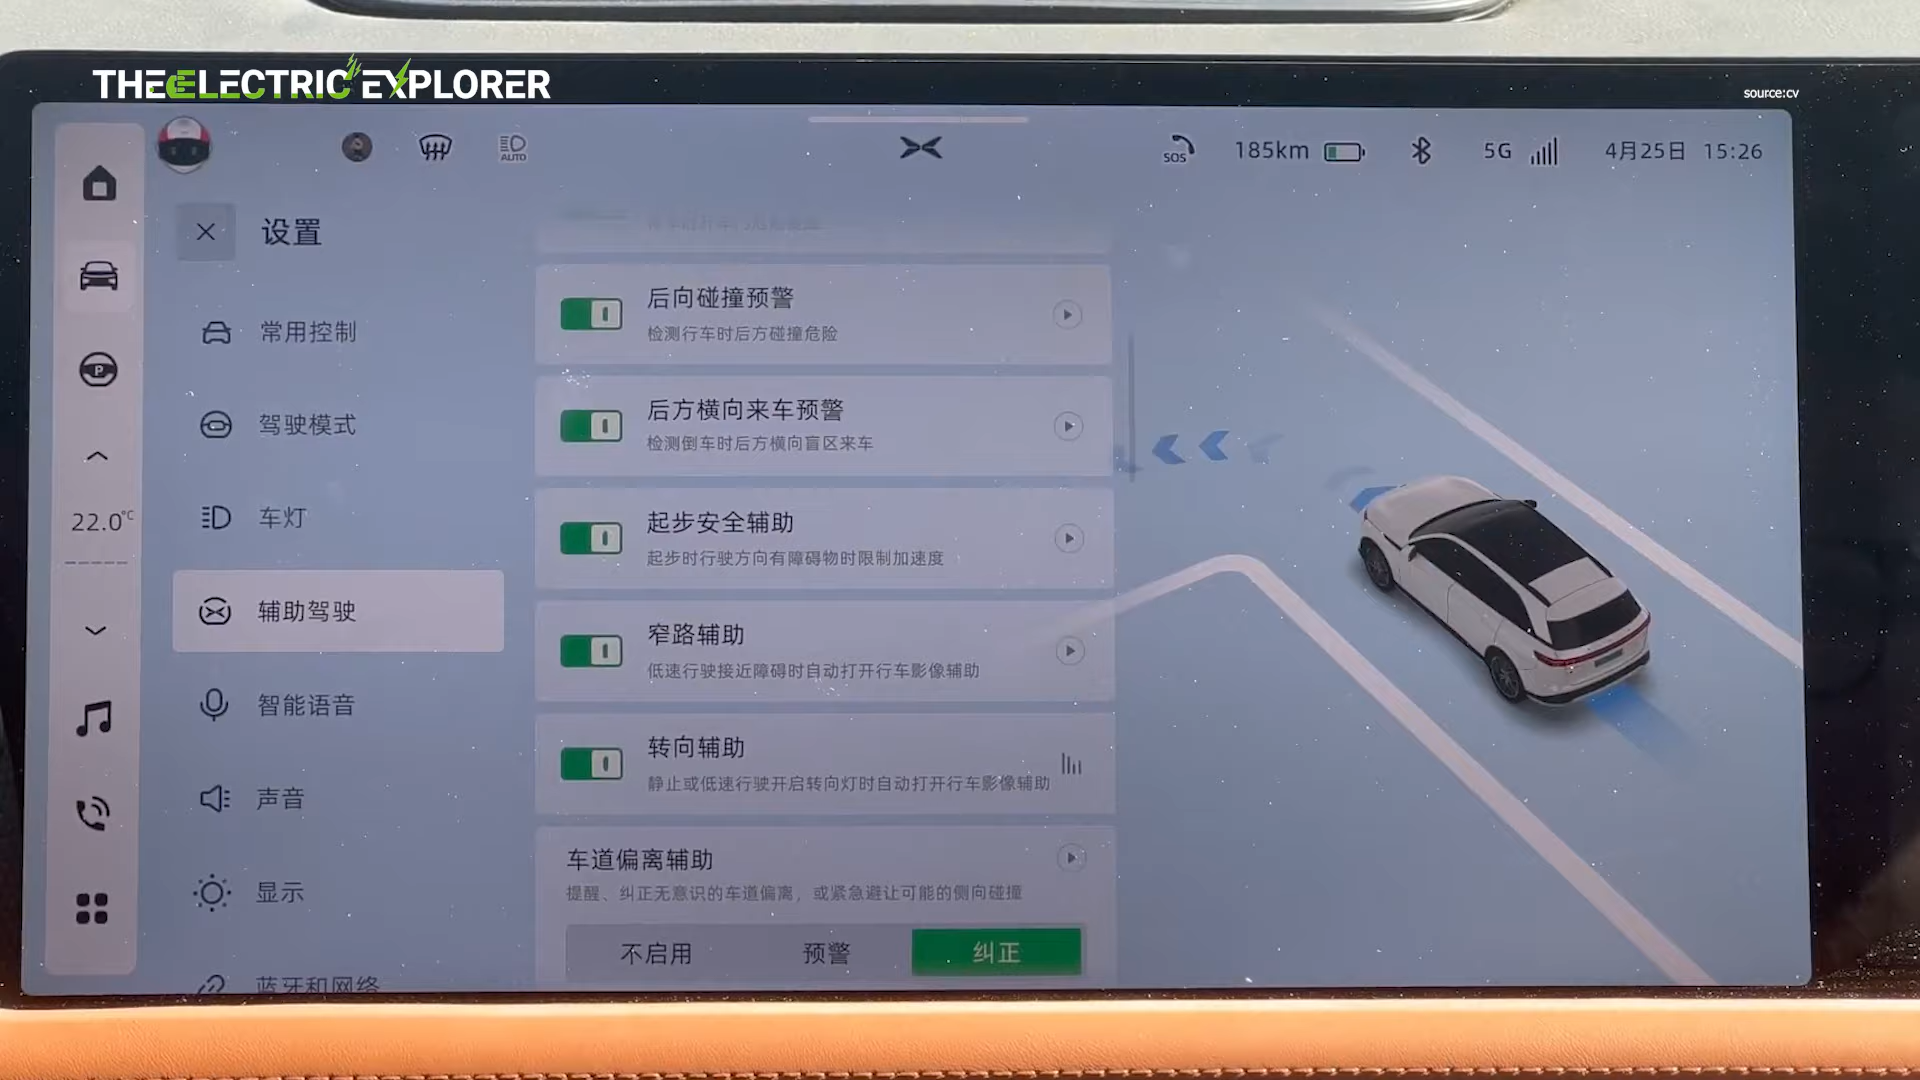 THE ELECTRIC EXPLORER
source:cv
AUTO
SOS
185km
5G
4月25日 15:26
设置
常用控制
驾驶模式
车灯
辅助驾驶
智能语音
声音
显示
蓝牙和网络
22.0°C
后向碰撞预警
检测行车时后方碰撞危险
后方横向来车预警
检测倒车时后方横向盲区来车
起步安全辅助
起步时行驶方向有障碍物时限制加速度
窄路辅助
低速行驶接近障碍时自动打开行车影像辅助
转向辅助
静止或低速行驶开启转向灯时自动打开行车影像辅助
车道偏离辅助
提醒、纠正无意识的车道偏离，或紧急避让可能的侧向碰撞
不启用 预警 纠正